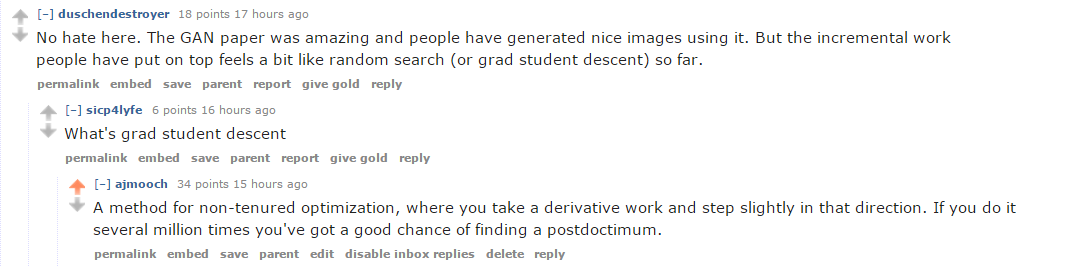 [–] duschendestroyer 18 points 17 hours ago
No hate here. The GAN paper was amazing and people have generated nice images using it. But the incremental work
people have put on top feels a bit like random search (or grad student descent) so far.
permalink embed save parent report give gold reply
[–] sicp4lyfe 6 points 16 hours ago
What's grad student descent
permalink embed save parent report give gold reply
[–] ajmooch 34 points 15 hours ago
A method for non-tenured optimization, where you take a derivative work and step slightly in that direction. If you do it
several million times you've got a good chance of finding a postdoctimum.
permalink embed save parent edit disable inbox replies delete reply